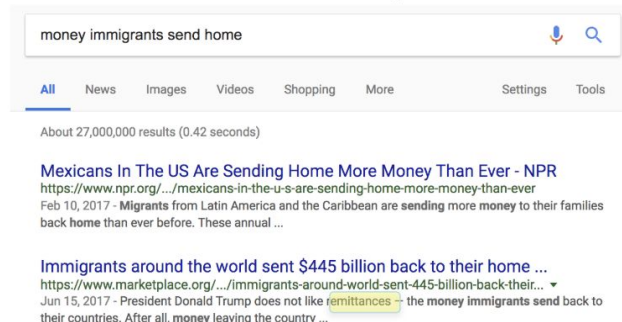 money immigrants send home
All News Images Videos Shopping More Settings Tools
About 27,000,000 results (0.42 seconds)
Mexicans In The US Are Sending Home More Money Than Ever - NPR
https://www.npr.org/.../mexicans-in-the-u-s-are-sending-home-more-money-than-ever
Feb 10, 2017 - Migrants from Latin America and the Caribbean are sending more money to their families
back home than ever before. These annual ...
Immigrants around the world sent $445 billion back to their home ...
https://www.marketplace.org/.../immigrants-around-world-sent-445-billion-back-their...
Jun 15, 2017 - President Donald Trump does not like remittances -- the money immigrants send back to
their countries. After all, money leaving the country ...